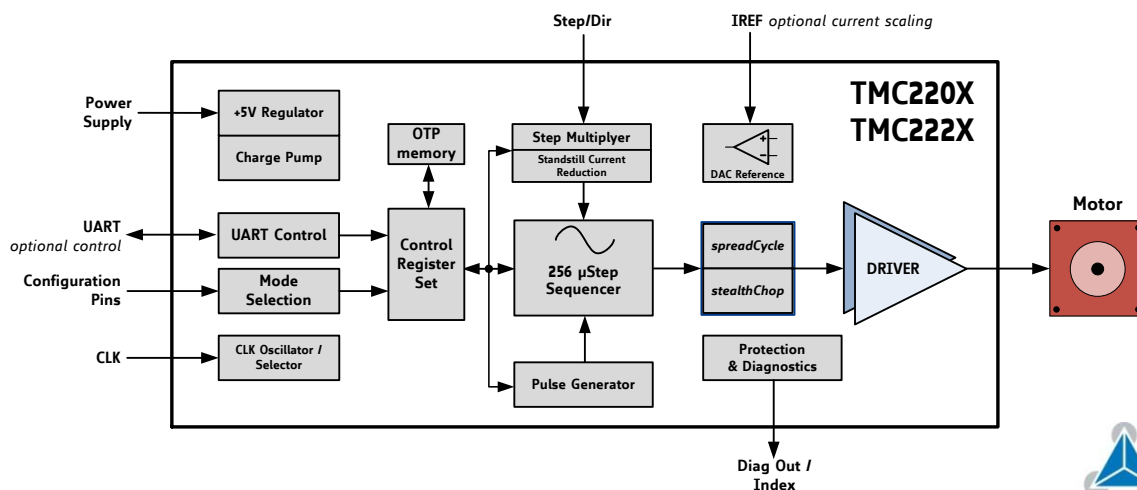 Step/Dir
IREF optional current scaling
TMC220X
TMC222X
Power
Supply
+5V Regulator
Charge Pump
OTP
memory
Step Multiplyer
Standstill Current
Reduction
DAC Reference
UART
optional control
UART Control
Control
Register
Set
256 µStep
Sequencer
spreadCycle
stealthChop
DRIVER
Motor
Configuration
Pins
Mode
Selection
CLK
CLK Oscillator /
Selector
Pulse Generator
Protection
& Diagnostics
Diag Out /
Index